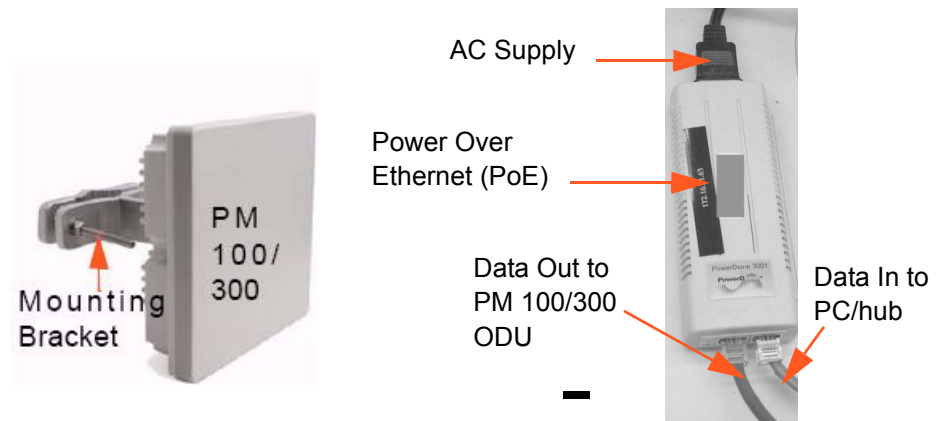 PM
100/
300
Mounting
Bracket
AC Supply
Power Over
Ethernet (PoE)
Data Out to
PM 100/300
ODU
Data In to
PC/hub
PowerDsine 3001